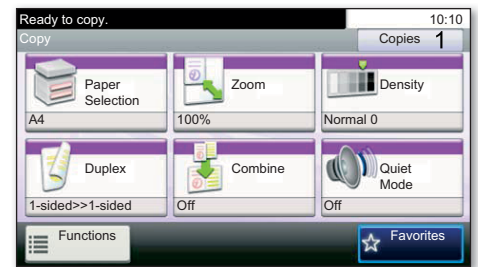 Ready to copy. 10:10
Copy Copies 1
Paper
Selection
A4
Zoom
100%
Density
Normal 0
Duplex
1-sided>>1-sided
Combine
Off
Quiet
Mode
Off
Functions
Favorites